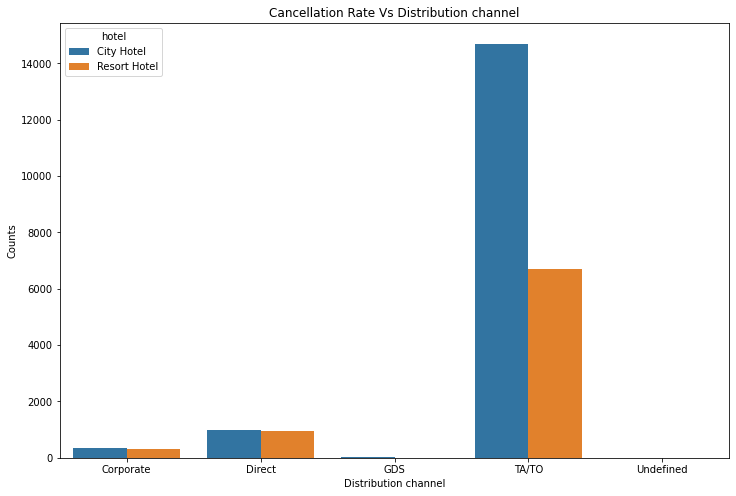 Cancellation Rate Vs Distribution channel
hotel
City Hotel
Resort Hotel
14000
12000
10000
8000
6000
4000
2000
0
Counts
Corporate
Direct
GDS
TA/TO
Undefined
Distribution channel